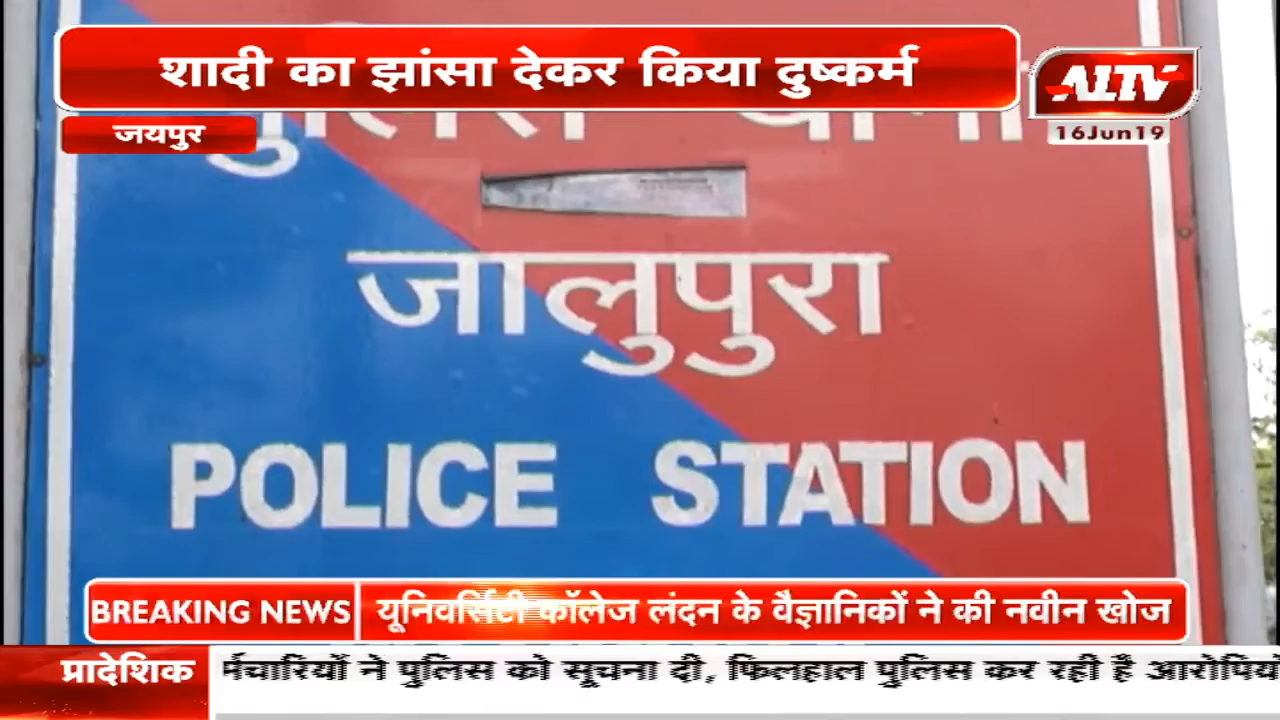 शादी का झांसा देकर किया दुष्कर्म
ALTV
16Jun19
जयपुर
जालुपुरा
POLICE STATION
BREAKING NEWS
यूनिवर्सिटी कॉलेज लंदन के वैज्ञानिकों ने की नवीन खोज
प्रादेशिक
र्मचारियों ने पुलिस को सूचना दी, फिलहाल पुलिस कर रही है आरोपियों